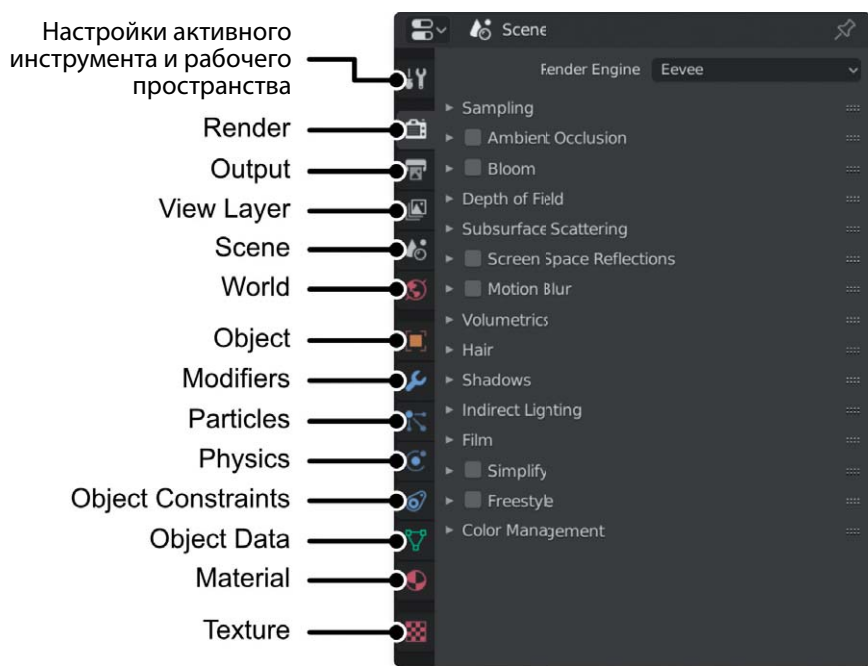 Настройки активного
инструмента и рабочего
пространства
Render
Output
View Layer
Scene
World
Object
Modifiers
Particles
Physics
Object Constraints
Object Data
Material
Texture
Scene
Render Engine Eevee
Sampling
Ambient Occlusion
Bloom
Depth of Field
Subsurface Scattering
Screen Space Reflections
Motion Blur
Volumetrics
Hair
Shadows
Indirect Lighting
Film
Simplify
Freestyle
Color Management